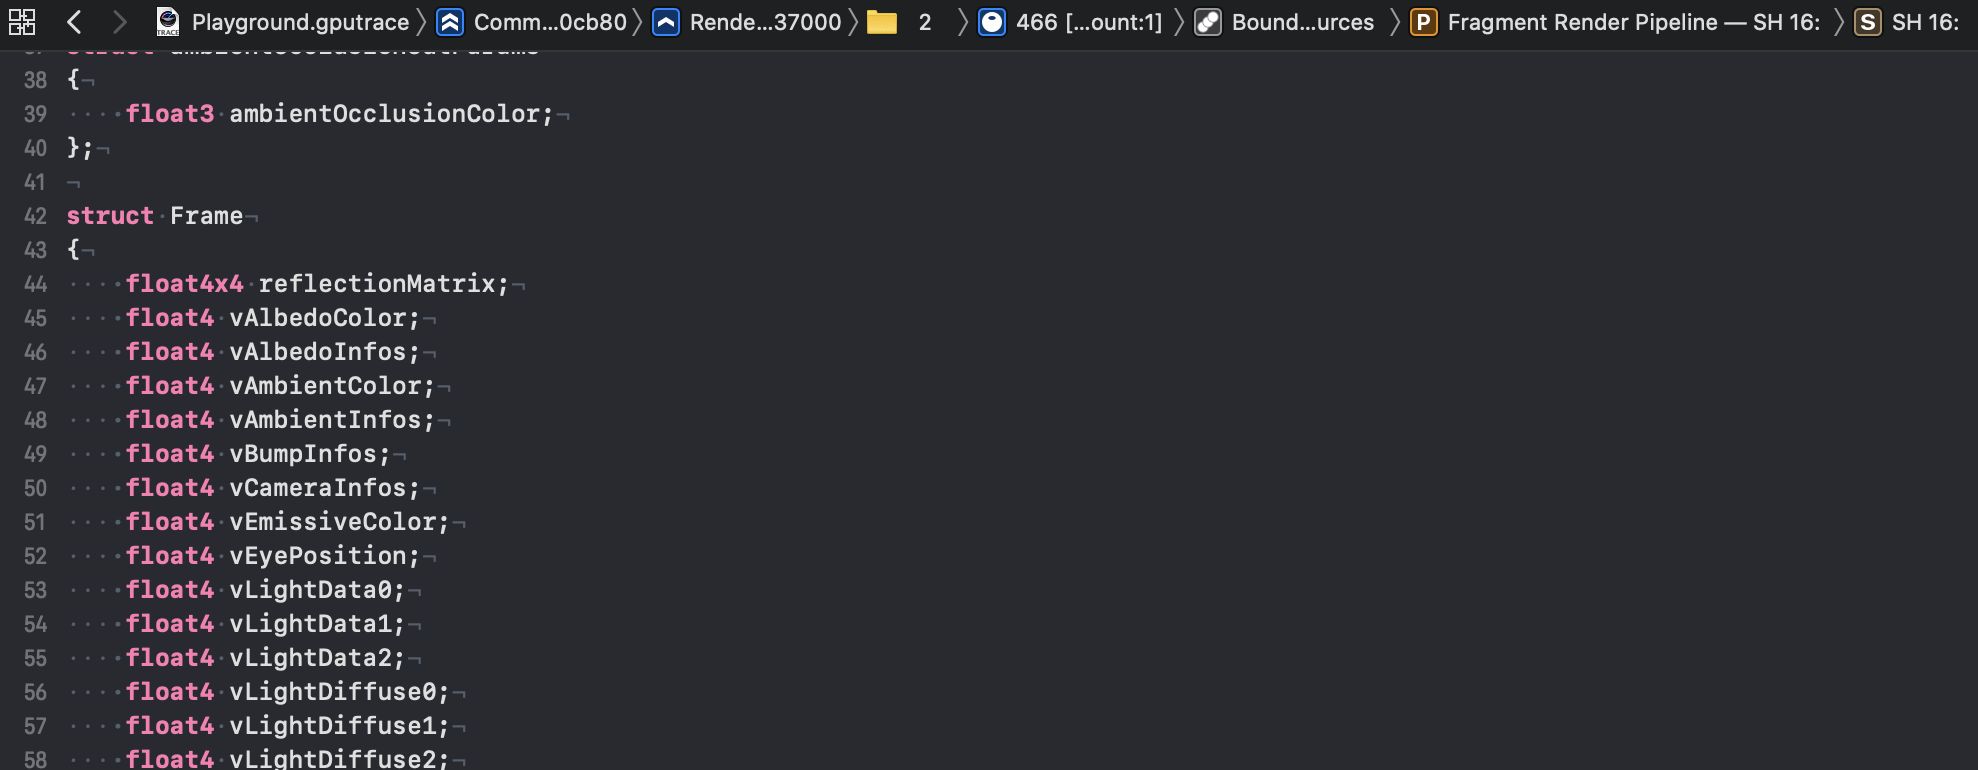 Playground.gputrace Comm...0cb80 Rende...37000 2 466 [...ount:1] Bound...urces P Fragment Render Pipeline — SH 16: S SH 16:
38 {
39 float3 ambientOcclusionColor;
40 };
41
42 struct Frame
43 {
44 float4x4 reflectionMatrix;
45 float4 vAlbedoColor;
46 float4 vAlbedoInfos;
47 float4 vAmbientColor;
48 float4 vAmbientInfos;
49 float4 vBumpInfos;
50 float4 vCameraInfos;
51 float4 vEmissiveColor;
52 float4 vEyePosition;
53 float4 vLightData0;
54 float4 vLightData1;
55 float4 vLightData2;
56 float4 vLightDiffuse0;
57 float4 vLightDiffuse1;
58 float4 vLightDiffuse2;